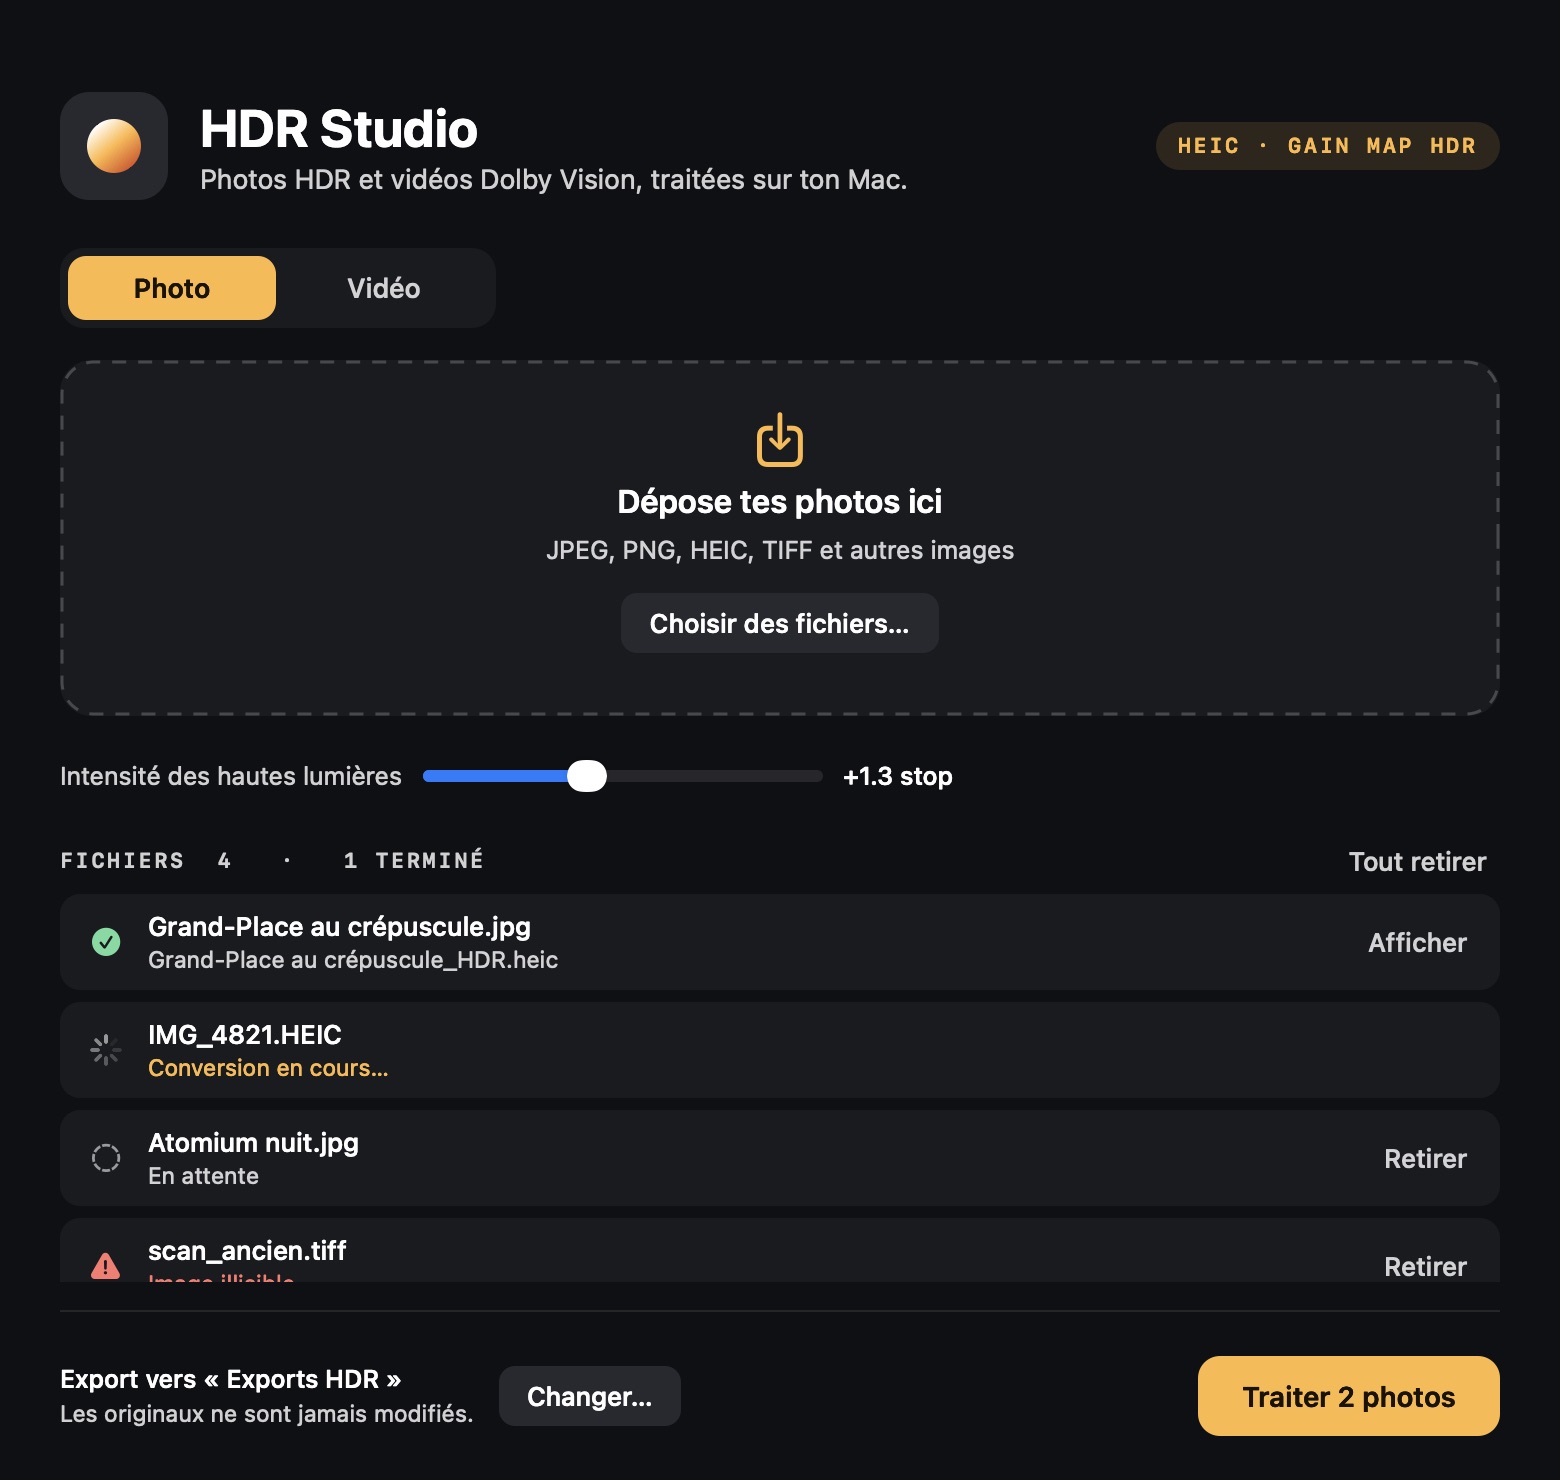 HDR Studio
Photos HDR et vidéos Dolby Vision, traitées sur ton Mac.
HEIC · GAIN MAP HDR
Photo
Vidéo
Dépose tes photos ici
JPEG, PNG, HEIC, TIFF et autres images
Choisir des fichiers...
Intensité des hautes lumières
+1.3 stop
FICHIERS 4 · 1 TERMINÉ
Tout retirer
Grand-Place au crépuscule.jpg
Grand-Place au crépuscule_HDR.heic
Afficher
IMG_4821.HEIC
Conversion en cours...
Atomium nuit.jpg
En attente
Retirer
scan_ancien.tiff
Image illisible
Retirer
Export vers « Exports HDR »
Les originaux ne sont jamais modifiés.
Changer...
Traiter 2 photos